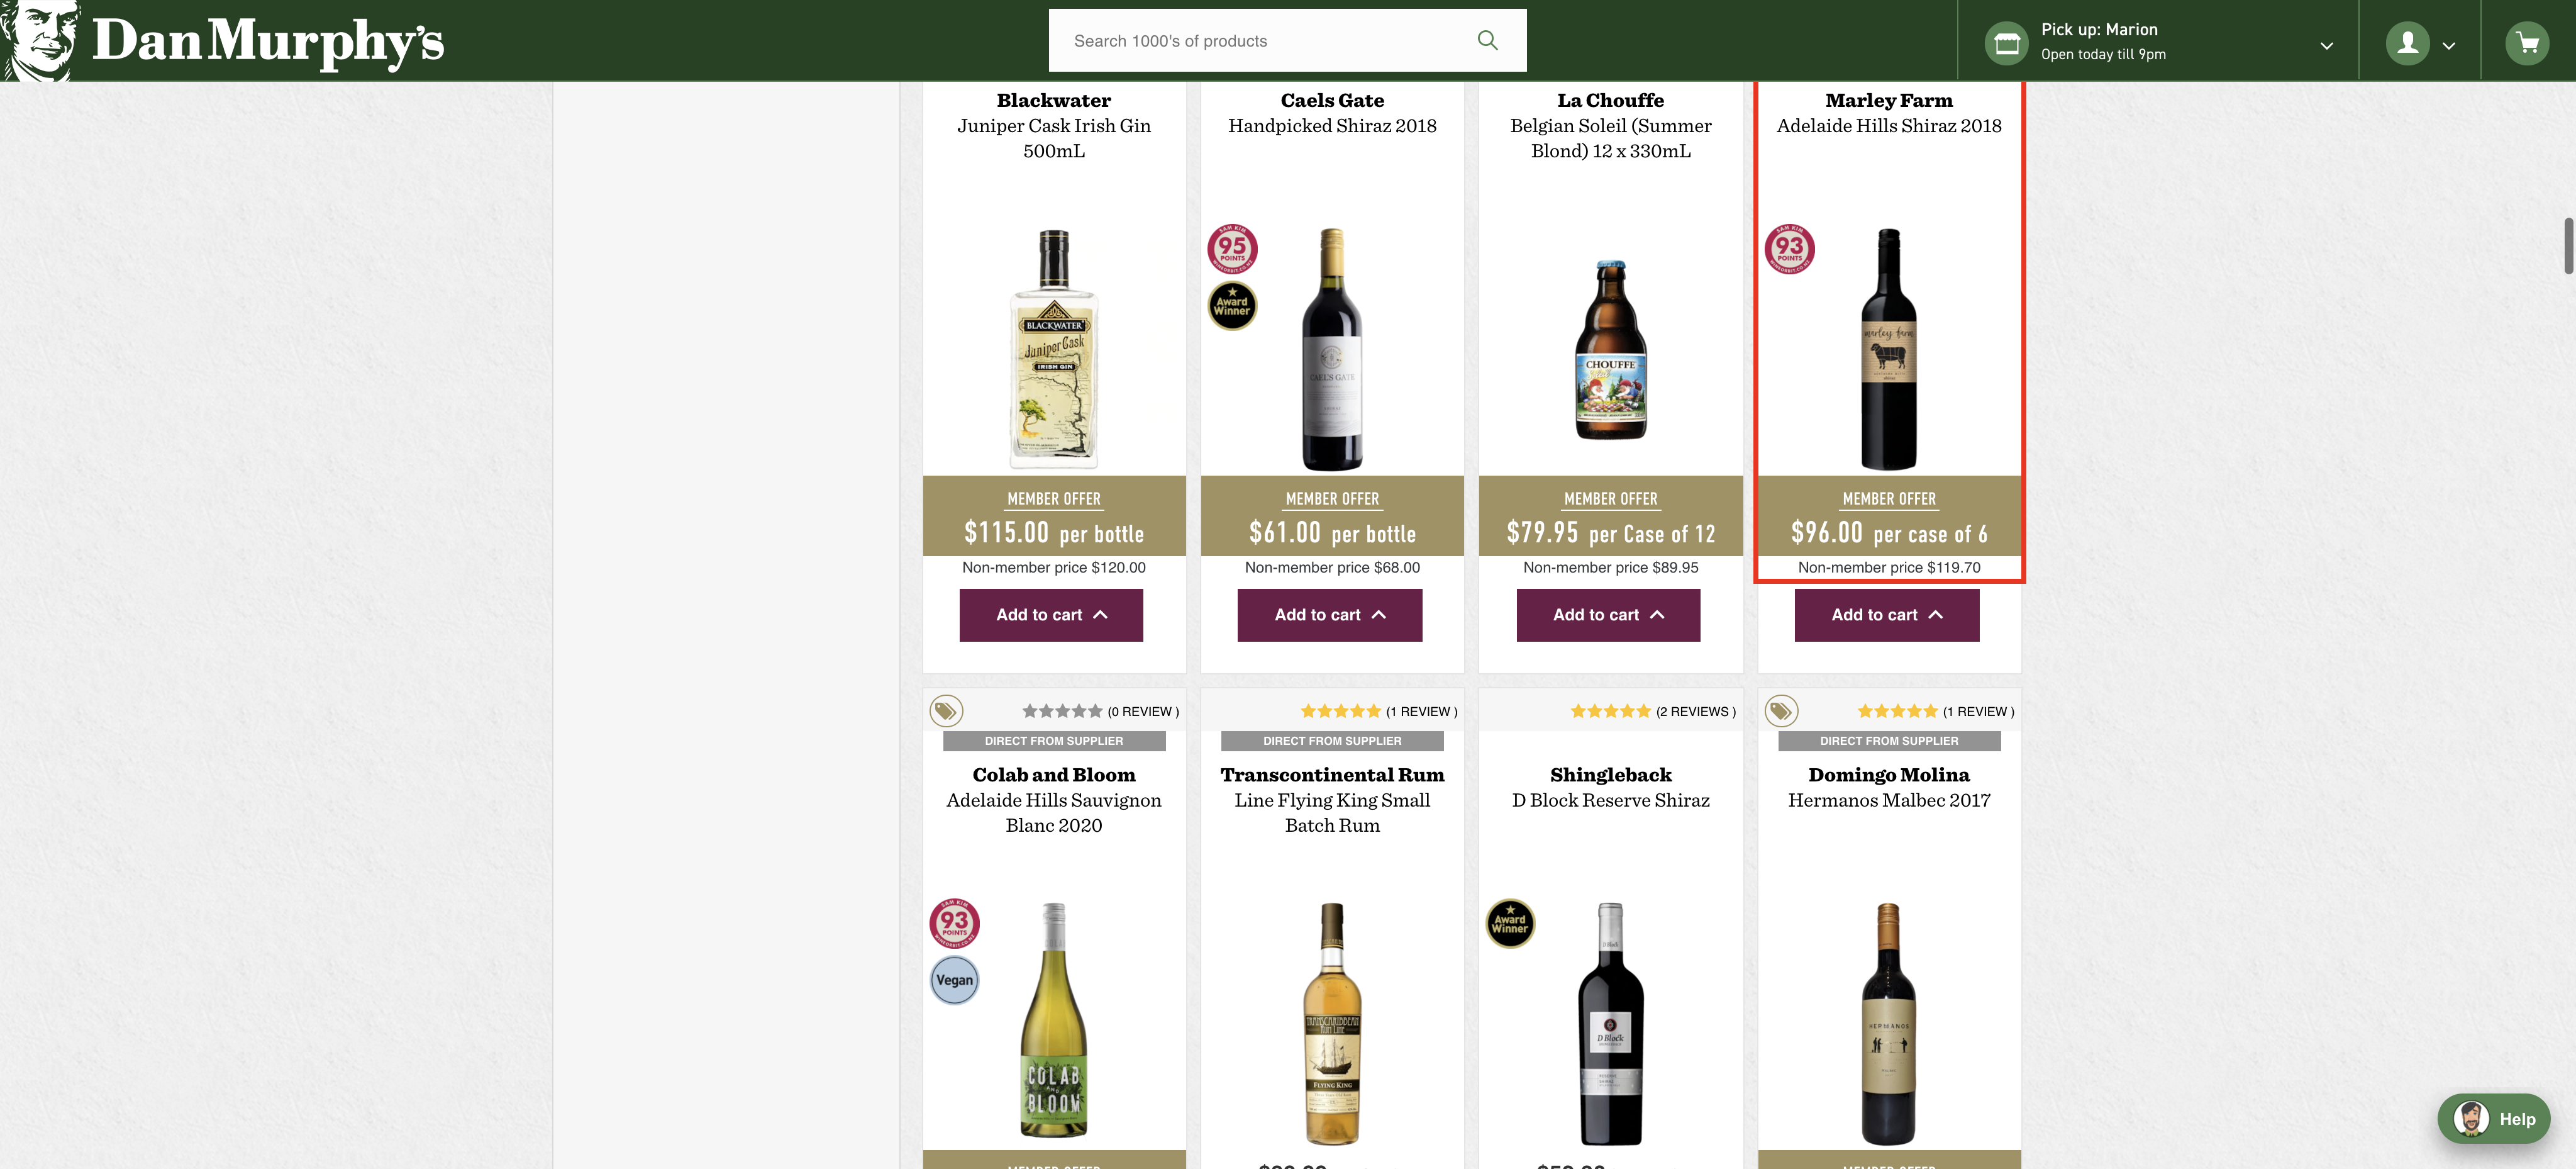 Dan Murphy's
Search 1000's of products
Pick up: Marion
Open today till 9pm
Blackwater
Juniper Cask Irish Gin
500mL
BLACKWATER
Juniper Cask
IRISH GIN
MEMBER OFFER
$115.00 per bottle
Non-member price $120.00
Add to cart
Caels Gate
Handpicked Shiraz 2018
SAM KIM
95
POINTS
Award
Winner
CAEL'S GATE
MEMBER OFFER
$61.00 per bottle
Non-member price $68.00
Add to cart
La Chouffe
Belgian Soleil (Summer
Blond) 12 x 330mL
CHOUFFE
MEMBER OFFER
$79.95 per Case of 12
Non-member price $89.95
Add to cart
Marley Farm
Adelaide Hills Shiraz 2018
SAM KIM
93
POINTS
marley farm
MEMBER OFFER
$96.00 per case of 6
Non-member price $119.70
Add to cart
(0 REVIEW )
DIRECT FROM SUPPLIER
Colab and Bloom
Adelaide Hills Sauvignon
Blanc 2020
SAM KIM
93
POINTS
Vegan
COLAB
BLOOM
MEMBER OFFER
(1 REVIEW )
DIRECT FROM SUPPLIER
Transcontinental Rum
Line Flying King Small
Batch Rum
RUM LINE
FLYING KING
(2 REVIEWS )
Shingleback
D Block Reserve Shiraz
Award
Winner
D Block
D Block
(1 REVIEW )
DIRECT FROM SUPPLIER
Domingo Molina
Hermanos Malbec 2017
HERMANOS
MEMBER OFFER
Help